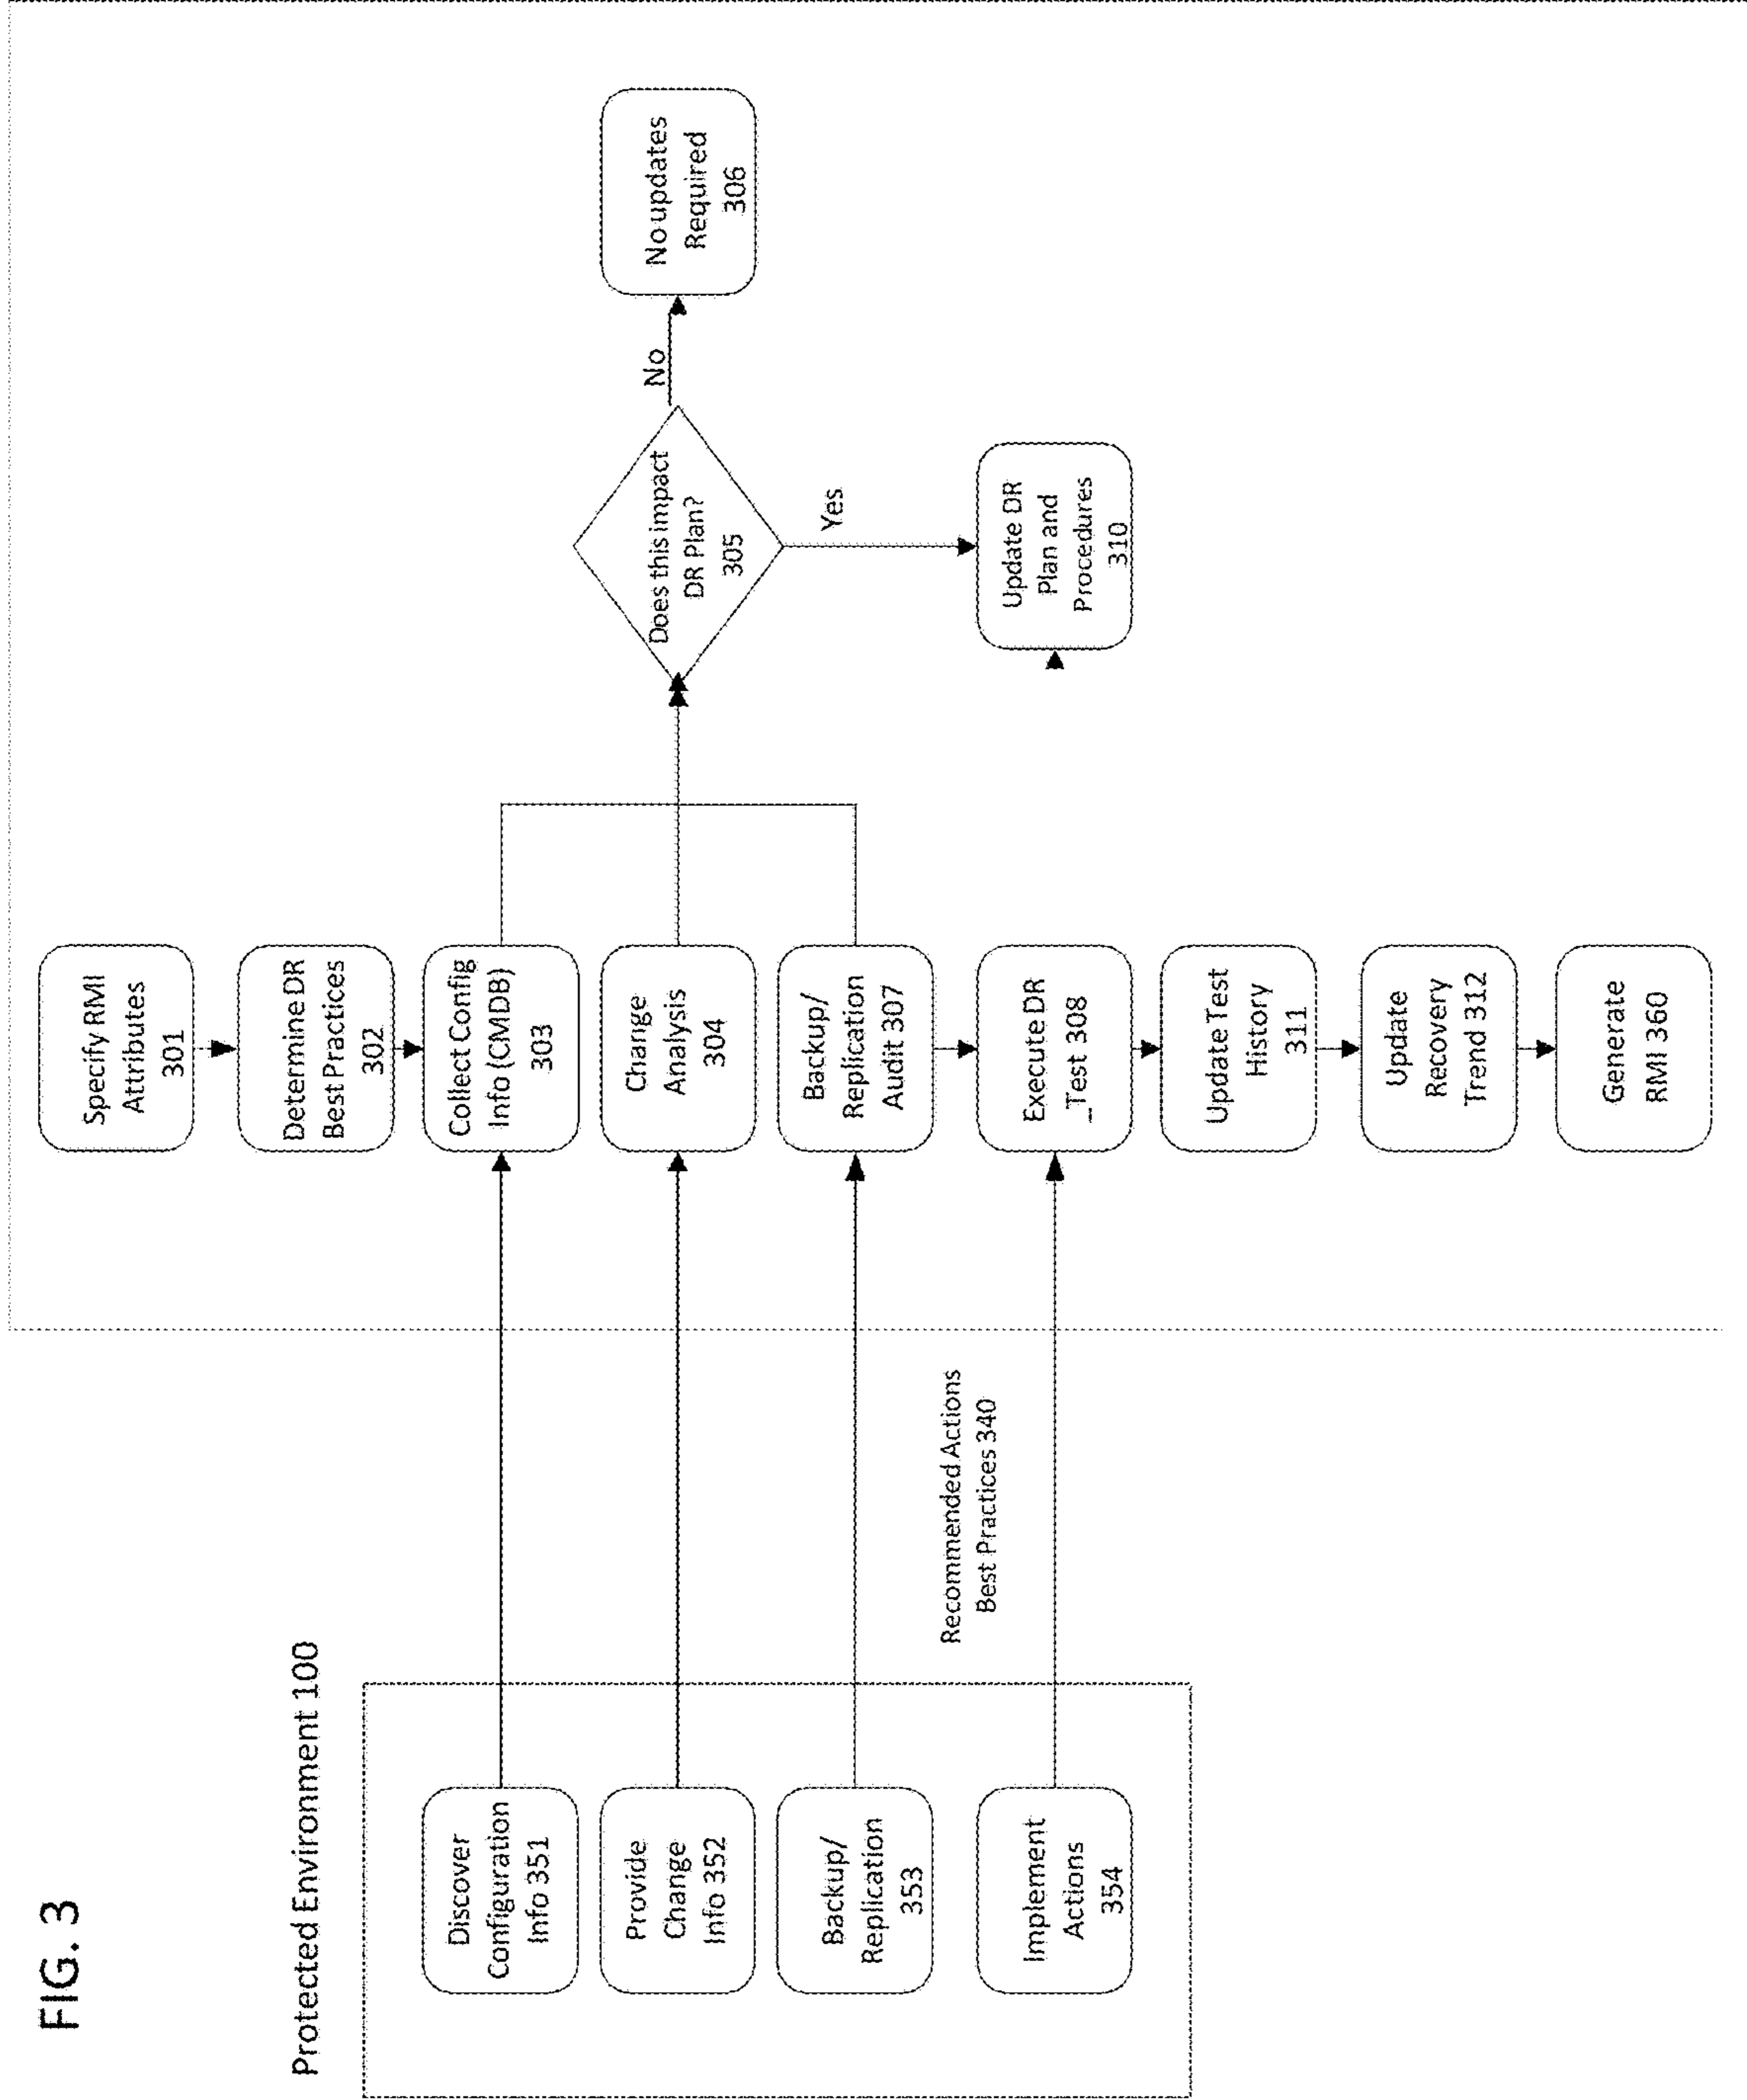 FIG. 3
Protected Environment 100
Discover
Configuration
Info 351
Provide
Change
Info 352
Backup/
Replication
353
Implement
Actions
354
Recommended Actions
Best Practices 340
Specify RMI
Attributes
301
Determine DR
Best Practices
302
Collect Config
Info (CMDB)
303
Change
Analysis
304
Backup/
Replication
Audit 307
Execute DR
_Test 308
Update Test
History
311
Update
Recovery
Trend 312
Generate
RMI 360
Does this impact
DR Plan?
305
No
Yes
No updates
Required
306
Update DR
Plan and
Procedures
310